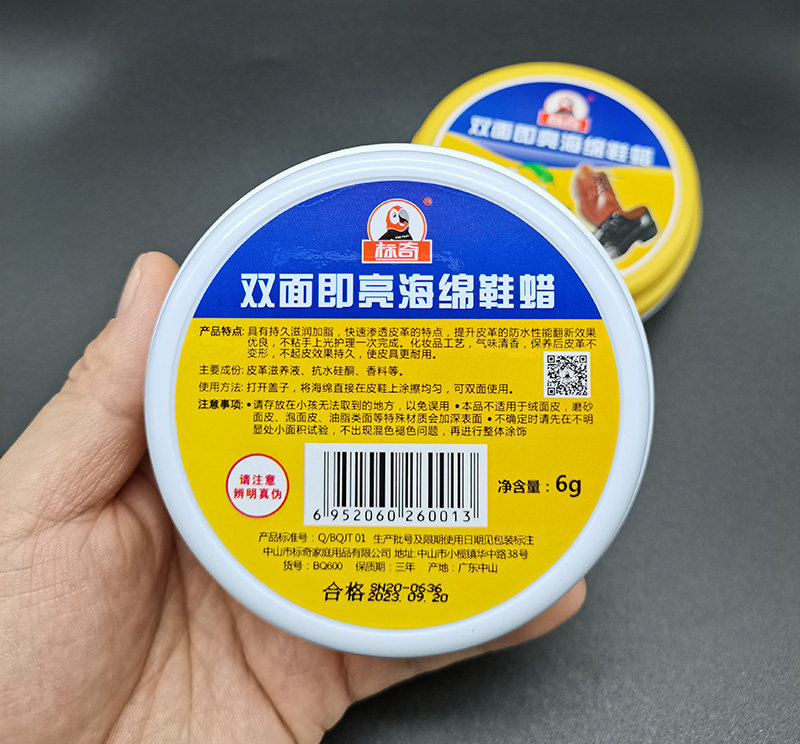 标奇
双面即亮海绵鞋蜡
标奇
双面即亮海绵鞋蜡
产品特点: 具有持久滋润加脂，快速渗透皮革的特点，提升皮革的防水性能翻新效果
优良，不粘手上光护理一次完成。化妆品工艺，气味清香，保养后皮革不
变形，不起皮效果持久，使皮具更耐用。
主要成份: 皮革滋养液、抗水硅酮、香料等。
使用方法: 打开盖子，将海绵直接在皮鞋上涂擦均匀，可双面使用。
注意事项: •请存放在小孩无法取到的地方，以免误用 •本品不适用于绒面皮，磨砂
面皮、泡面皮、油脂类面等特殊材质会加深表面 •不确定时请先在不明
显处小面积试验，不出现混色褪色问题，再进行整体涂饰
请注意
辨明真伪
6 952060 260013
净含量: 6g
产品标准号: Q/BQJT 01 生产批号及限期使用日期见包装标注
中山市标奇家庭用品有限公司 地址:中山市小榄镇华中路38号
货号: BQ600 保质期: 三年 产地: 广东中山
合格 SN20-0636
2023. 09. 20